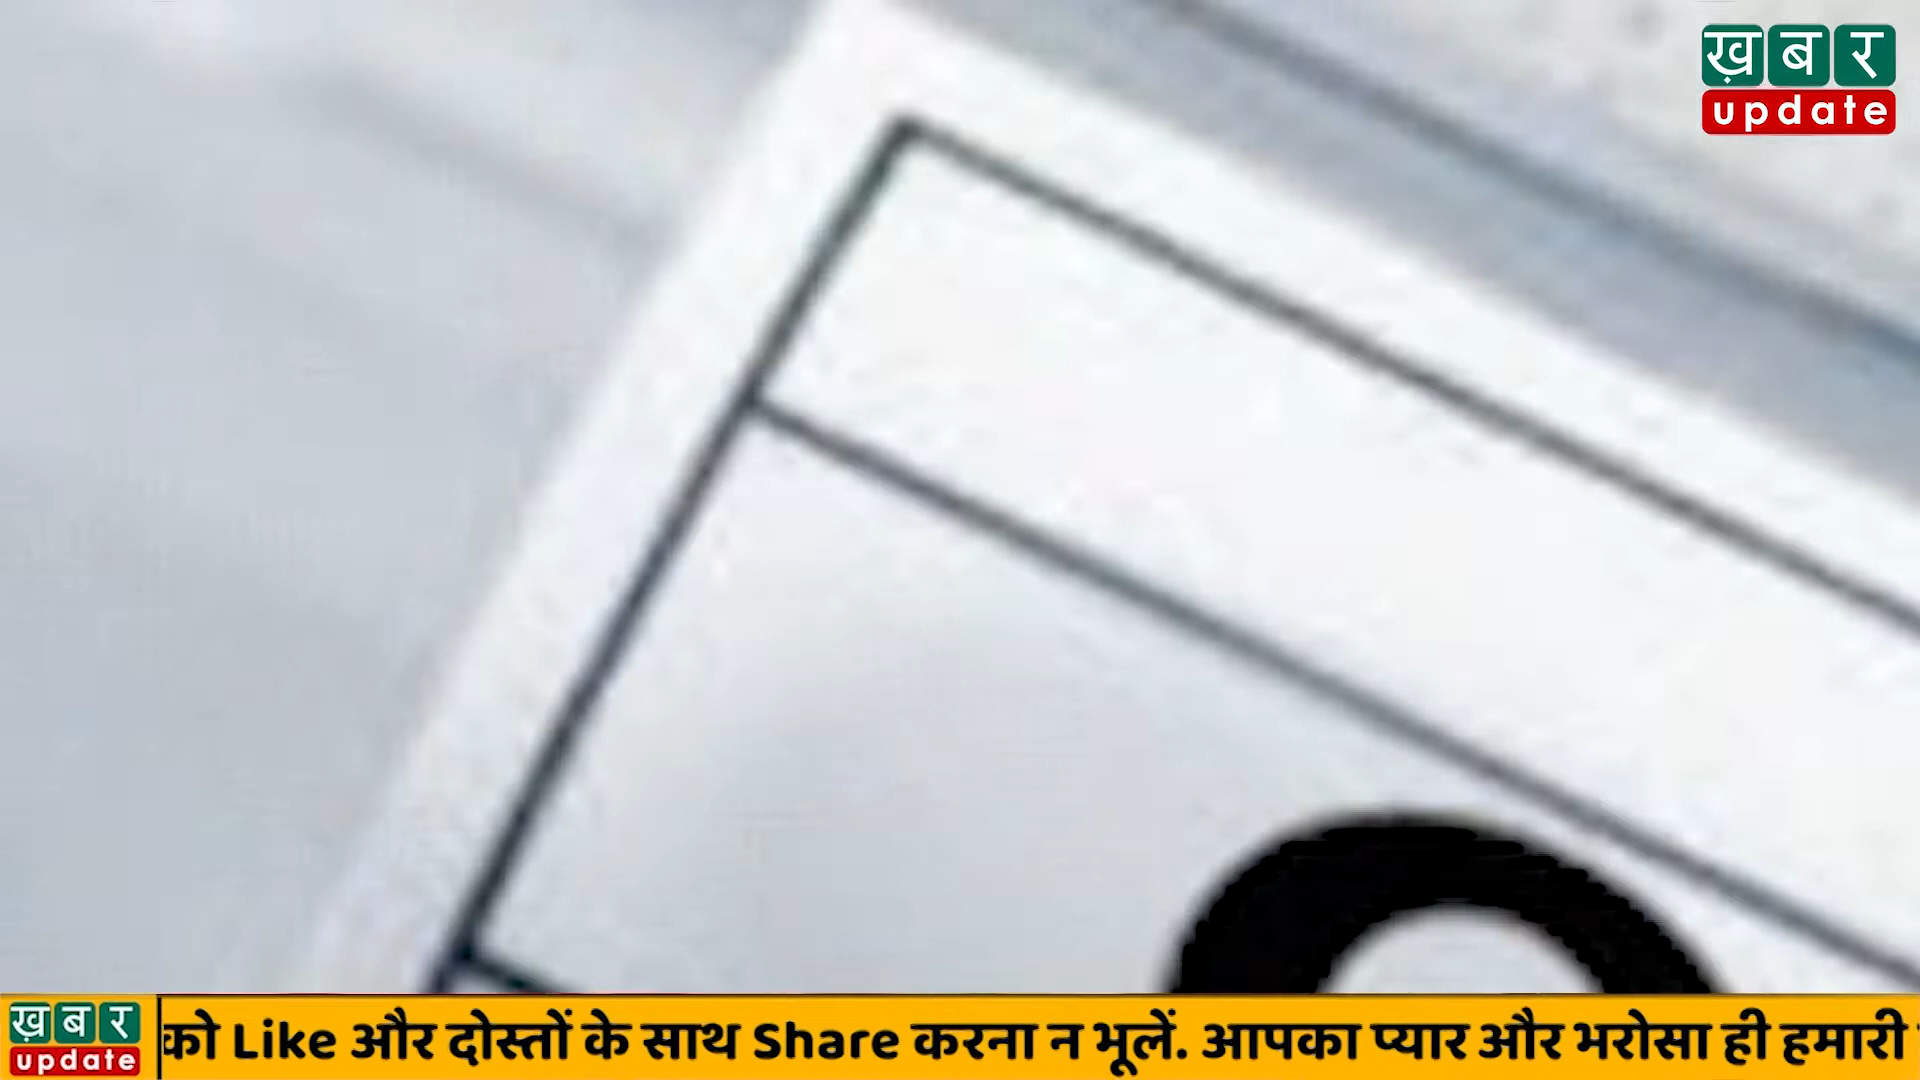 ख़बर
update
ख़बर
update
को Like और दोस्तों के साथ Share करना न भूलें. आपका प्यार और भरोसा ही हमारी